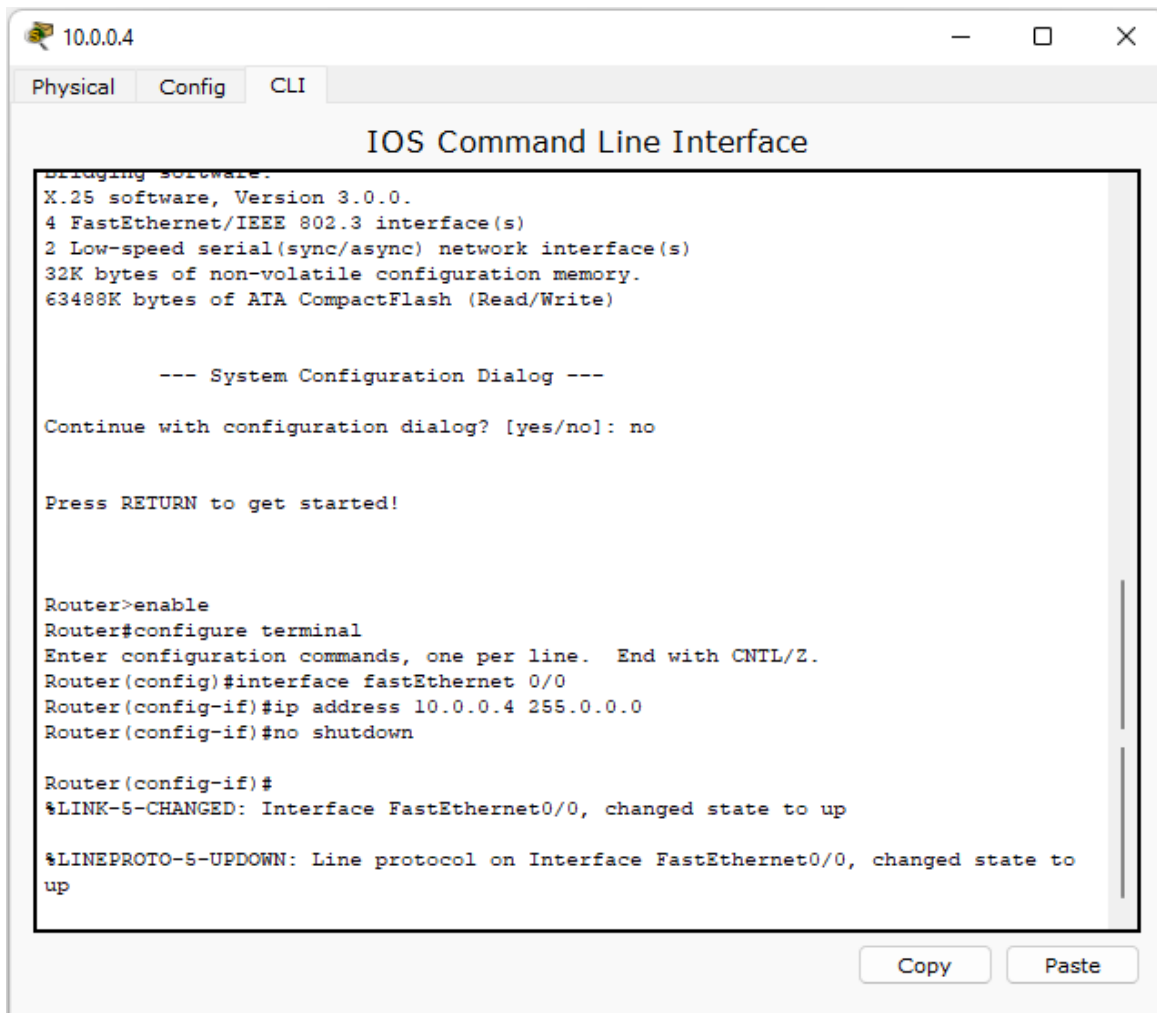 10.0.0.4
Physical Config CLI
IOS Command Line Interface
Bridging software.
X.25 software, Version 3.0.0.
4 FastEthernet/IEEE 802.3 interface(s)
2 Low-speed serial(sync/async) network interface(s)
32K bytes of non-volatile configuration memory.
63488K bytes of ATA CompactFlash (Read/Write)
--- System Configuration Dialog ---
Continue with configuration dialog? [yes/no]: no
Press RETURN to get started!
Router>enable
Router#configure terminal
Enter configuration commands, one per line.  End with CNTL/Z.
Router(config)#interface fastEthernet 0/0
Router(config-if)#ip address 10.0.0.4 255.0.0.0
Router(config-if)#no shutdown
Router(config-if)#
%LINK-5-CHANGED: Interface FastEthernet0/0, changed state to up
%LINEPROTO-5-UPDOWN: Line protocol on Interface FastEthernet0/0, changed state to
up
Copy Paste